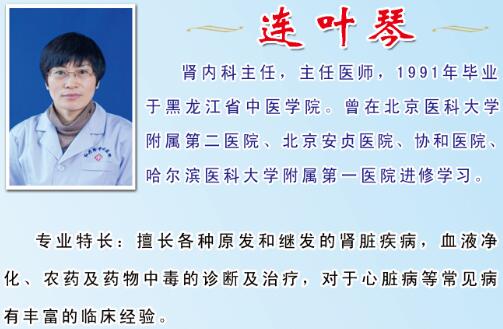 连叶琴
肾内科主任，主任医师，1991年毕业
于黑龙江省中医学院。曾在北京医科大学
附属第二医院、北京安贞医院、协和医院、
哈尔滨医科大学附属第一医院进修学习。
专业特长：擅长各种原发和继发的肾脏疾病，血液净
化、农药及药物中毒的诊断及治疗，对于心脏病等常见病
有丰富的临床经验。